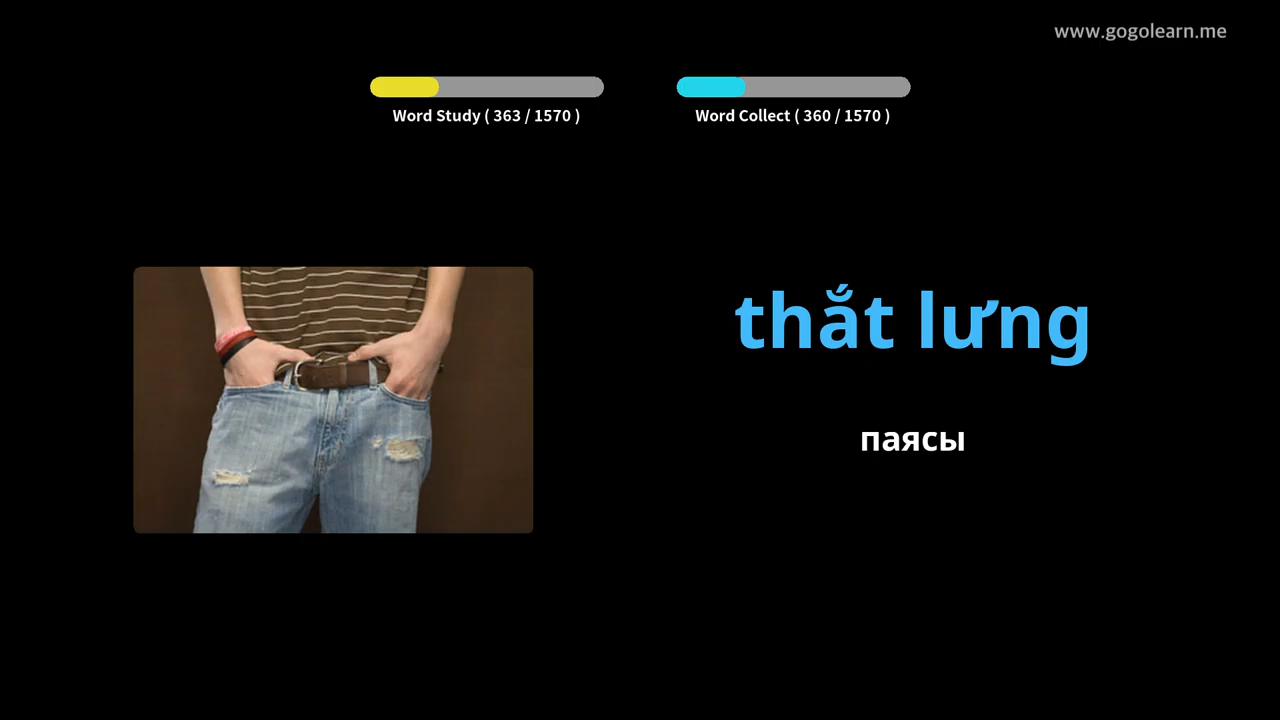 www.gogolearn.me
Word Study ( 363 / 1570 )
Word Collect ( 360 / 1570 )
thắt lưng
паясы